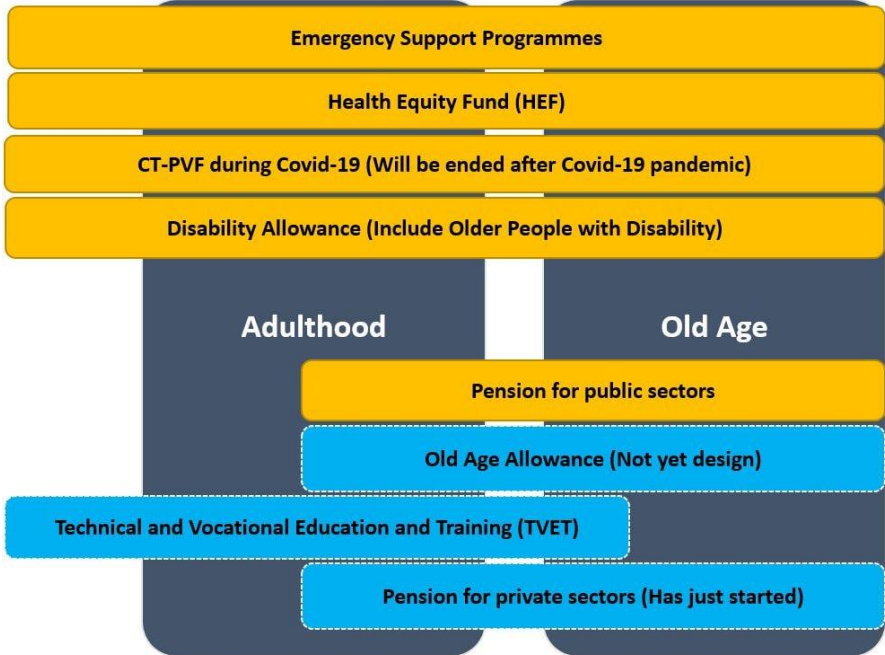 Emergency Support Programmes
Health Equity Fund (HEF)
CT-PVF during Covid-19 (Will be ended after Covid-19 pandemic)
Disability Allowance (Include Older People with Disability)
Adulthood
Old Age
Pension for public sectors
Old Age Allowance (Not yet design)
Technical and Vocational Education and Training (TVET)
Pension for private sectors (Has just started)